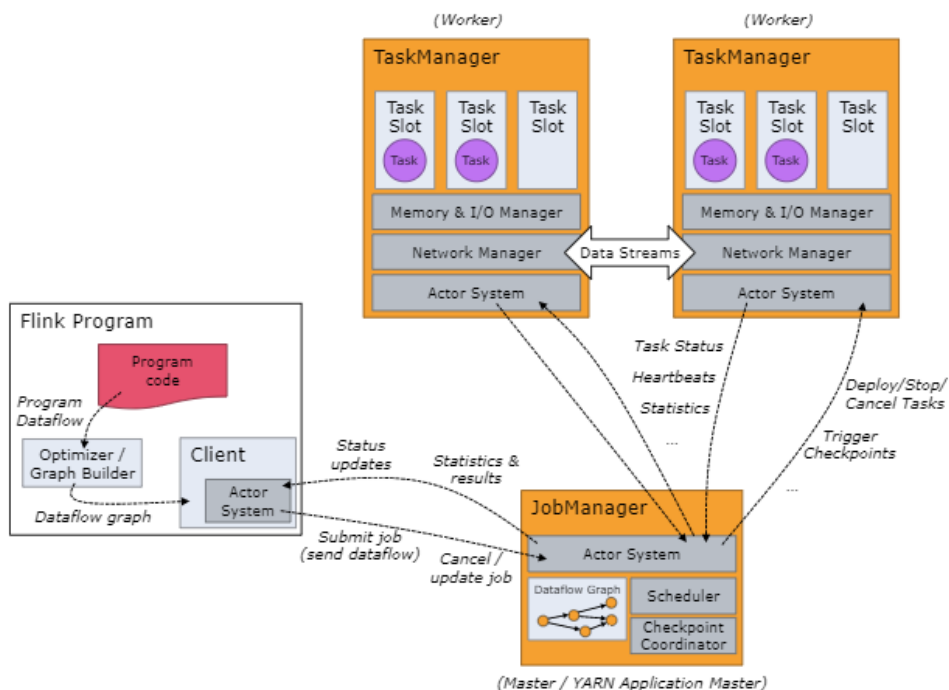 (Worker)
TaskManager
Task
Slot
Task
Task
Slot
Task
Task
Slot
Memory & I/O Manager
Network Manager
Actor System
(Worker)
TaskManager
Task
Slot
Task
Task
Slot
Task
Task
Slot
Memory & I/O Manager
Network Manager
Actor System
Data Streams
Flink Program
Program
code
Program
Dataflow
Optimizer /
Graph Builder
Dataflow graph
Client
Actor
System
Status
updates
Statistics &
results
Submit job
(send dataflow)
Cancel /
update job
Task Status
Heartbeats
Statistics
...
Deploy/Stop/
Cancel Tasks
Trigger
Checkpoints
...
JobManager
Actor System
Dataflow Graph
Scheduler
Checkpoint
Coordinator
(Master / YARN Application Master)